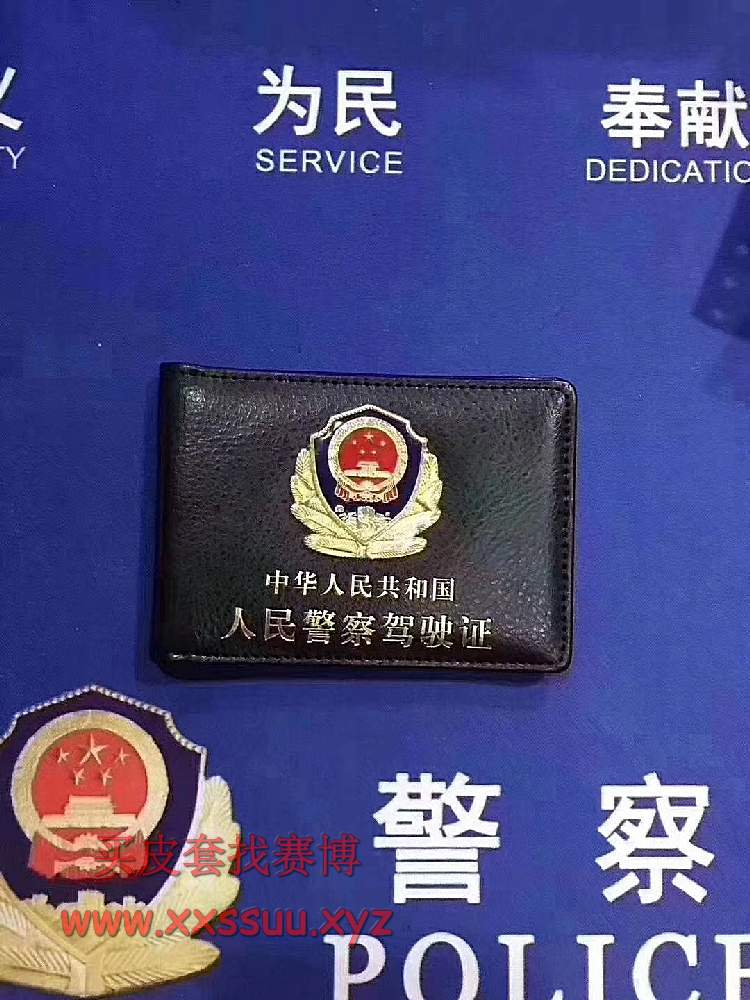 为民 奉献
SERVICE
中华人民共和国
人民警察驾驶证
警察
买皮套找赛博
www.xxssuu.xyz
POLICE